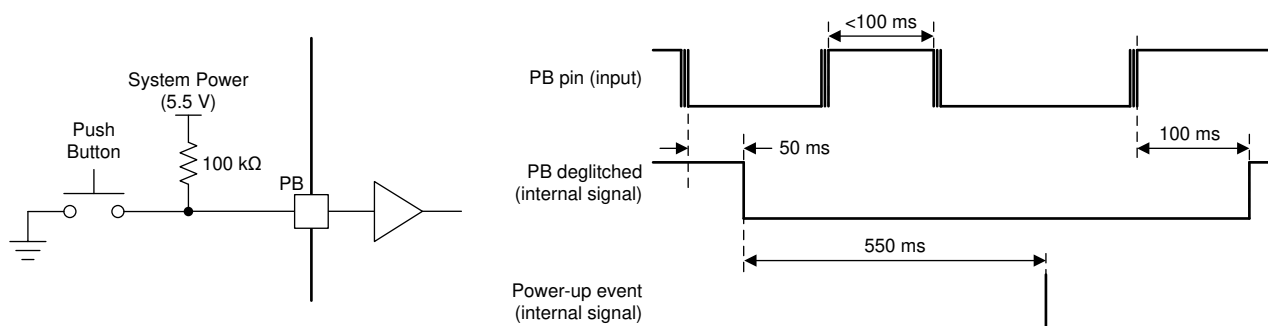 System Power
(5.5 V)
Push
Button
100 kΩ
PB
<100 ms
PB pin (input)
50 ms
100 ms
PB deglitched
(internal signal)
550 ms
Power-up event
(internal signal)